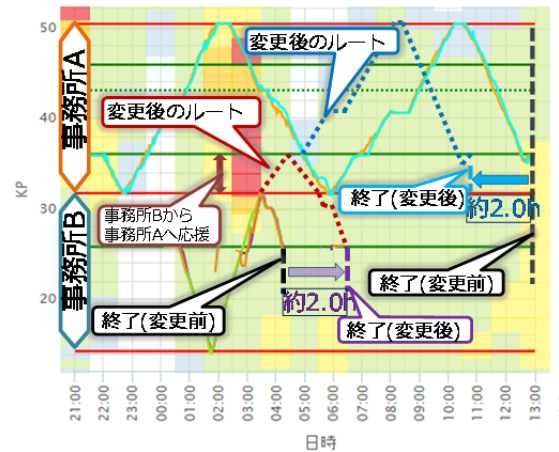 50
40
30
20
KP
事務所A
事務所B
変更後のルート
変更後のルート
事務所Bから
事務所Aへ応援
終了(変更後)
約2.0h
終了(変更前)
約2.0h
終了(変更前)
終了(変更後)
21:00
22:00
23:00
00:00
01:00
02:00
03:00
04:00
05:00
06:00
07:00
08:00
09:00
10:00
11:00
12:00
13:00
日時